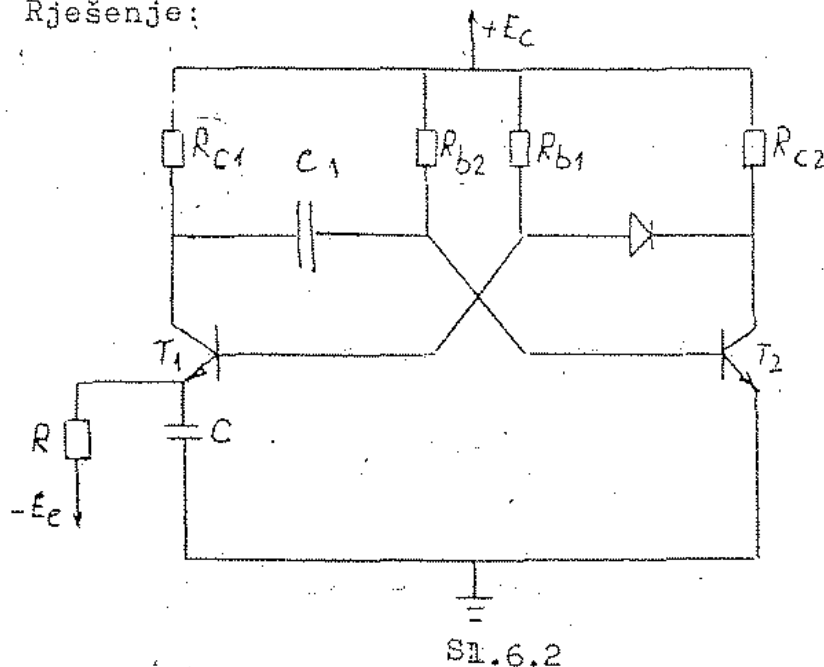 Rješenje:
+Ec
Rc1
C1
Rb2
Rb1
Rc2
T1
T2
R
C
-Ee
Sl.6.2